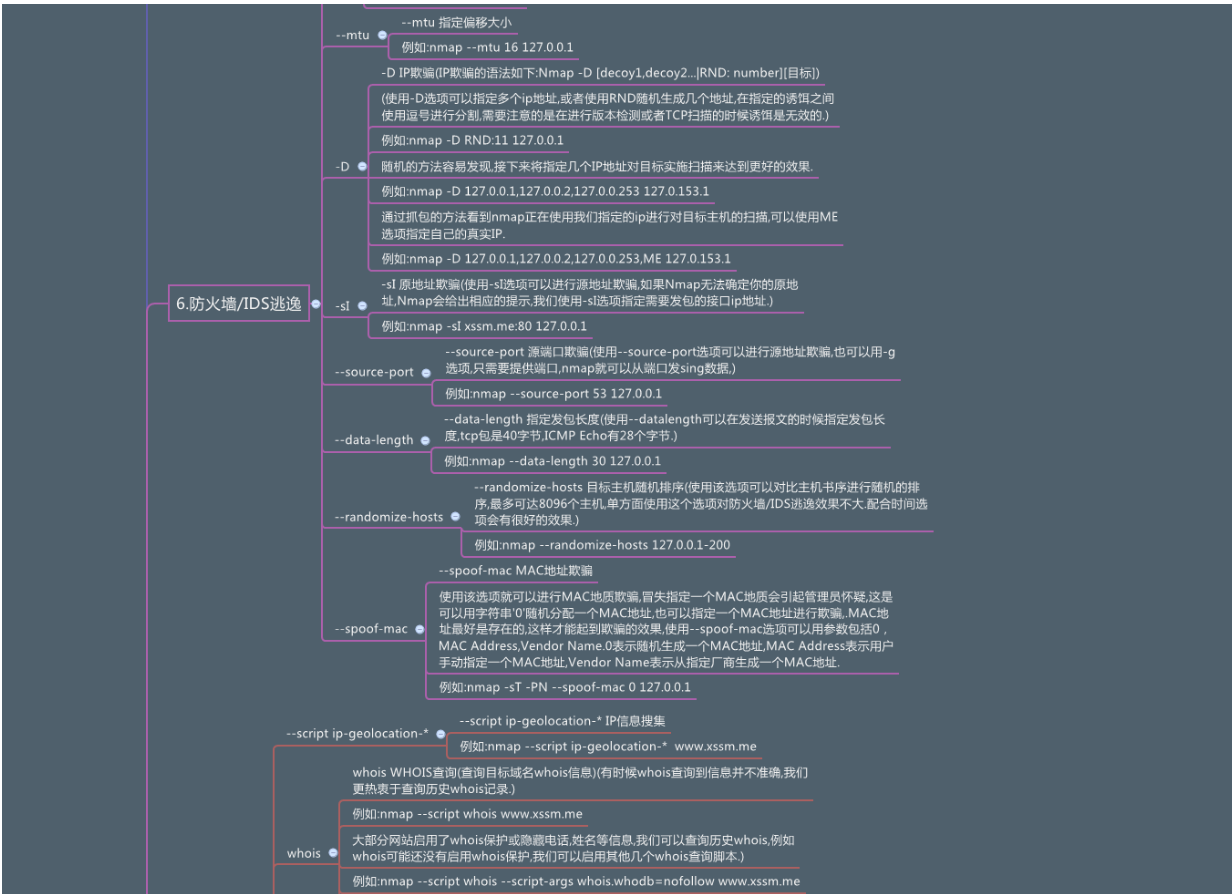 --mtu
--mtu 指定偏移大小
例如:nmap --mtu 16 127.0.0.1
-D
-D IP欺骗(IP欺骗的语法如下:Nmap -D [decoy1,decoy2...|RND: number][目标])
(使用-D选项可以指定多个ip地址,或者使用RND随机生成几个地址,在指定的诱饵之间
使用逗号进行分割,需要注意的是在进行版本检测或者TCP扫描的时候诱饵是无效的.)
例如:nmap -D RND:11 127.0.0.1
随机的方法容易发现,接下来将指定几个IP地址对目标实施扫描来达到更好的效果.
例如:nmap -D 127.0.0.1,127.0.0.2,127.0.0.253 127.0.153.1
通过抓包的方法看到nmap正在使用我们指定的ip进行对目标主机的扫描,可以使用ME
选项指定自己的真实IP.
例如:nmap -D 127.0.0.1,127.0.0.2,127.0.0.253,ME 127.0.153.1
6.防火墙/IDS逃逸
-sI
-sI 原地址欺骗(使用-sI选项可以进行源地址欺骗,如果Nmap无法确定你的原地
址,Nmap会给出相应的提示,我们使用-sI选项指定需要发包的接口ip地址.)
例如:nmap -sI xssm.me:80 127.0.0.1
--source-port
--source-port 源端口欺骗(使用--source-port选项可以进行源地址欺骗,也可以用-g
选项,只需要提供端口,nmap就可以从端口发sing数据,)
例如:nmap --source-port 53 127.0.0.1
--data-length
--data-length 指定发包长度(使用--datalength可以在发送报文的时候指定发包长
度,tcp包是40字节,ICMP Echo有28个字节.)
例如:nmap --data-length 30 127.0.0.1
--randomize-hosts
--randomize-hosts 目标主机随机排序(使用该选项可以对比主机书序进行随机的排
序,最多可达8096个主机,单方面使用这个选项对防火墙/IDS逃逸效果不大.配合时间选
项会有很好的效果.)
例如:nmap --randomize-hosts 127.0.0.1-200
--spoof-mac
--spoof-mac MAC地址欺骗
使用该选项就可以进行MAC地质欺骗,冒失指定一个MAC地质会引起管理员怀疑,这是
可以用字符串'0'随机分配一个MAC地址,也可以指定一个MAC地址进行欺骗,.MAC地
址最好是存在的,这样才能起到欺骗的效果,使用--spoof-mac选项可以用参数包括0，
MAC Address,Vendor Name.0表示随机生成一个MAC地址,MAC Address表示用户
手动指定一个MAC地址,Vendor Name表示从指定厂商生成一个MAC地址.
例如:nmap -sT -PN --spoof-mac 0 127.0.0.1
--script ip-geolocation-*
--script ip-geolocation-* IP信息搜集
例如:nmap --script ip-geolocation-*  www.xssm.me
whois
whois WHOIS查询(查询目标域名whois信息)(有时候whois查询到信息并不准确,我们
更热衷于查询历史whois记录.)
例如:nmap --script whois www.xssm.me
大部分网站启用了whois保护或隐藏电话,姓名等信息,我们可以查询历史whois,例如
whois可能还没有启用whois保护,我们可以启用其他几个whois查询脚本.)
例如:nmap --script whois --script-args whois.whodb=nofollow www.xssm.me